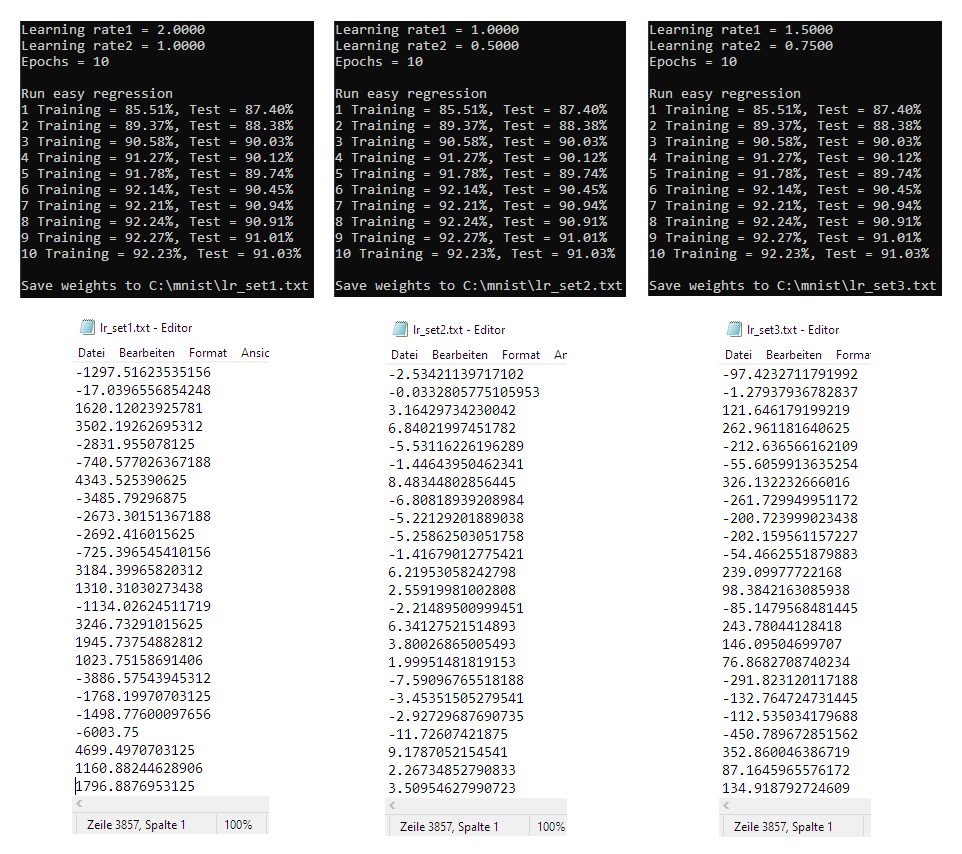 Learning rate1 = 2.0000
Learning rate2 = 1.0000
Epochs = 10
Run easy regression
1 Training = 85.51%, Test = 87.40%
2 Training = 89.37%, Test = 88.38%
3 Training = 90.58%, Test = 90.03%
4 Training = 91.27%, Test = 90.12%
5 Training = 91.78%, Test = 89.74%
6 Training = 92.14%, Test = 90.45%
7 Training = 92.21%, Test = 90.94%
8 Training = 92.24%, Test = 90.91%
9 Training = 92.27%, Test = 91.01%
10 Training = 92.23%, Test = 91.03%
Save weights to C:\mnist\lr_set1.txt
Learning rate1 = 1.0000
Learning rate2 = 0.5000
Epochs = 10
Run easy regression
1 Training = 85.51%, Test = 87.40%
2 Training = 89.37%, Test = 88.38%
3 Training = 90.58%, Test = 90.03%
4 Training = 91.27%, Test = 90.12%
5 Training = 91.78%, Test = 89.74%
6 Training = 92.14%, Test = 90.45%
7 Training = 92.21%, Test = 90.94%
8 Training = 92.24%, Test = 90.91%
9 Training = 92.27%, Test = 91.01%
10 Training = 92.23%, Test = 91.03%
Save weights to C:\mnist\lr_set2.txt
Learning rate1 = 1.5000
Learning rate2 = 0.7500
Epochs = 10
Run easy regression
1 Training = 85.51%, Test = 87.40%
2 Training = 89.37%, Test = 88.38%
3 Training = 90.58%, Test = 90.03%
4 Training = 91.27%, Test = 90.12%
5 Training = 91.78%, Test = 89.74%
6 Training = 92.14%, Test = 90.45%
7 Training = 92.21%, Test = 90.94%
8 Training = 92.24%, Test = 90.91%
9 Training = 92.27%, Test = 91.01%
10 Training = 92.23%, Test = 91.03%
Save weights to C:\mnist\lr_set3.txt
lr_set1.txt - Editor
Datei Bearbeiten Format Ansic
-1297.51623535156
-17.0396556854248
1620.12023925781
3502.19262695312
-2831.955078125
-740.577026367188
4343.525390625
-3485.79296875
-2673.30151367188
-2692.416015625
-725.396545410156
3184.39965820312
1310.31030273438
-1134.02624511719
3246.73291015625
1945.73754882812
1023.75158691406
-3886.57543945312
-1768.19970703125
-1498.77600097656
-6003.75
4699.4970703125
1160.88244628906
1796.8876953125
Zeile 3857, Spalte 1 100%
lr_set2.txt - Editor
Datei Bearbeiten Format Ar
-2.53421139717102
-0.0332805775105953
3.16429734230042
6.84021997451782
-5.53116226196289
-1.44643950462341
8.48344802856445
-6.80818939208984
-5.22129201889038
-5.25862503051758
-1.41679012775421
6.21953058242798
2.55919981002808
-2.21489500999451
6.34127521514893
3.80026865005493
1.99951481819153
-7.59096765518188
-3.45351505279541
-2.92729687690735
-11.72607421875
9.1787052154541
2.26734852790833
3.50954627990723
Zeile 3857, Spalte 1 100%
lr_set3.txt - Editor
Datei Bearbeiten Forma
-97.4232711791992
-1.27937936782837
121.646179199219
262.961181640625
-212.636566162109
-55.6059913635254
326.132232666016
-261.729949951172
-200.723999023438
-202.159561157227
-54.4662551879883
239.09977722168
98.3842163085938
-85.1479568481445
243.78044128418
146.09504699707
76.8682708740234
-291.823120117188
-132.764724731445
-112.535034179688
-450.789672851562
352.860046386719
87.1645965576172
134.918792724609
Zeile 3857, Spalte 1